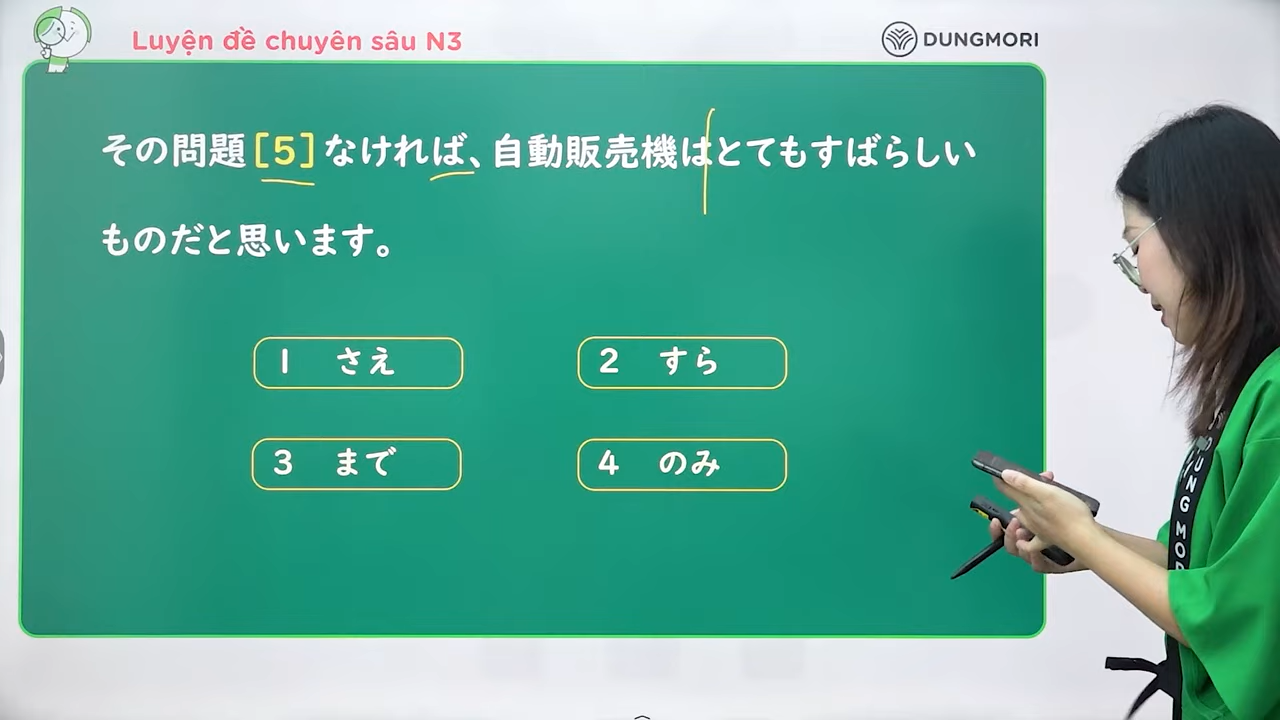 Luyện đề chuyên sâu N3
DUNGMORI
その問題[5]なければ、自動販売機はとてもすばらしい
ものだと思います。
1 さえ
2 すら
3 まで
4 のみ
DUNG MOR